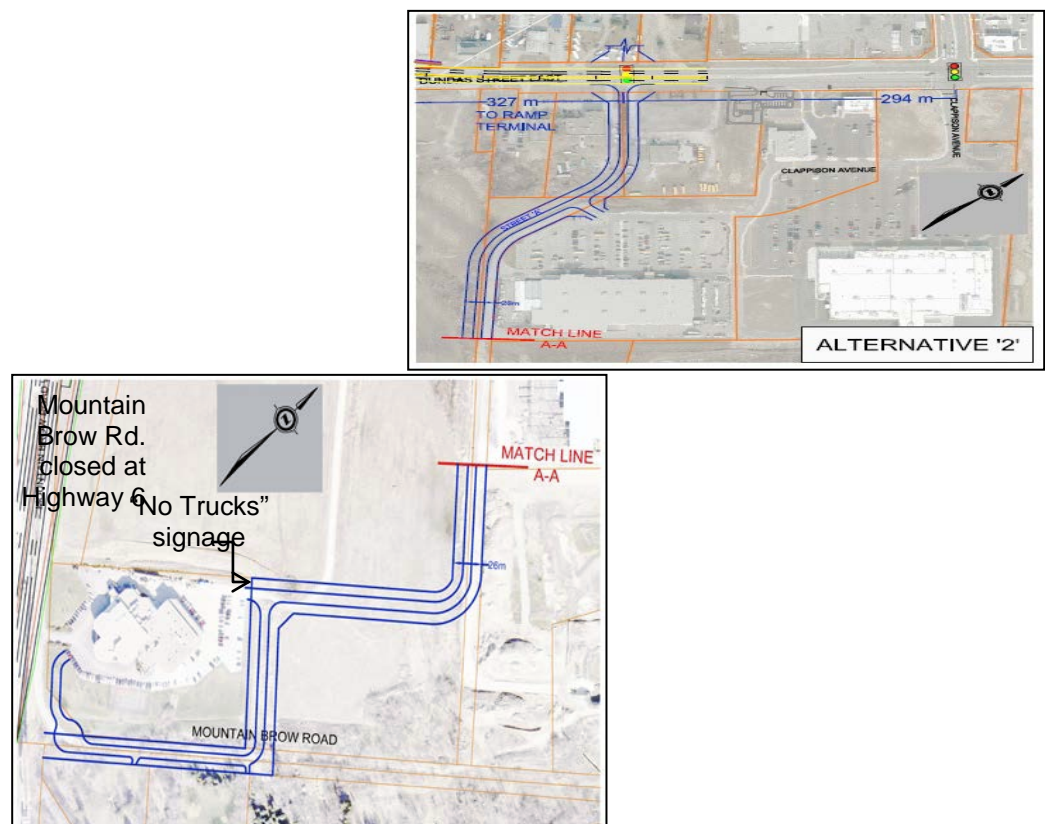 DUNDAS STREET EAST
327 m
TO RAMP
TERMINAL
294 m
CLAPPISON AVENUE
CLAPPISON AVENUE
STREET 'A'
26m
MATCH LINE
A-A
ALTERNATIVE '2'
Mountain
Brow Rd.
closed at
Highway 6
“No Trucks”
signage
MATCH LINE
A-A
26m
MOUNTAIN BROW ROAD